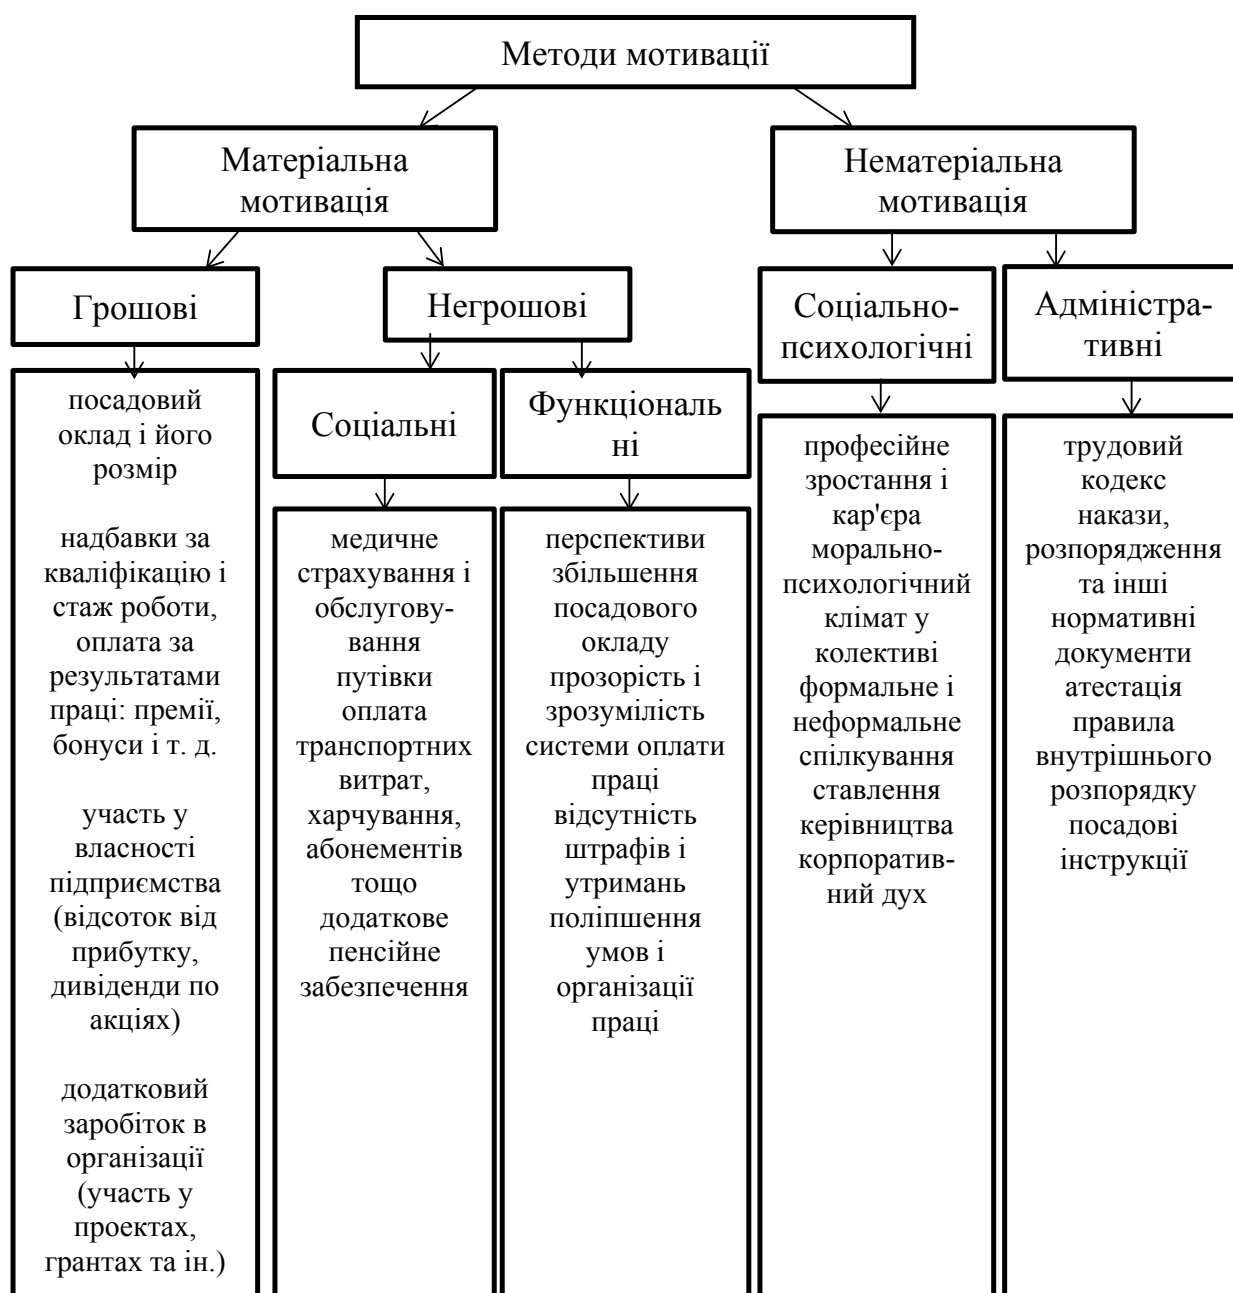 Методи мотивації
Матеріальна
мотивація
Нематеріальна
мотивація
Грошові
Негрошові
Соціально-
психологічні
Адміністра-
тивні
посадовий
оклад і його
розмір
надбавки за
кваліфікацію і
стаж роботи,
оплата за
результатами
праці: премії,
бонуси і т. д.
участь у
власності
підприємства
(відсоток від
прибутку,
дивіденди по
акціях)
додатковий
заробіток в
організації
(участь у
проектах,
грантах та ін.)
Соціальні
медичне
страхування і
обслугову-
вання
путівки
оплата
транспортних
витрат,
харчування,
абонементів
тощо
додаткове
пенсійне
забезпечення
Функціональ
ні
перспективи
збільшення
посадового
окладу
прозорість і
зрозумілість
системи оплати
праці
відсутність
штрафів і
утримань
поліпшення
умов і
організації
праці
професійне
зростання і
кар'єра
морально-
психологічний
клімат у
колективі
формальне і
неформальне
спілкування
ставлення
керівництва
корпоратив-
ний дух
трудовий
кодекс
накази,
розпорядження
та інші
нормативні
документи
атестація
правила
внутрішнього
розпорядку
посадові
інструкції